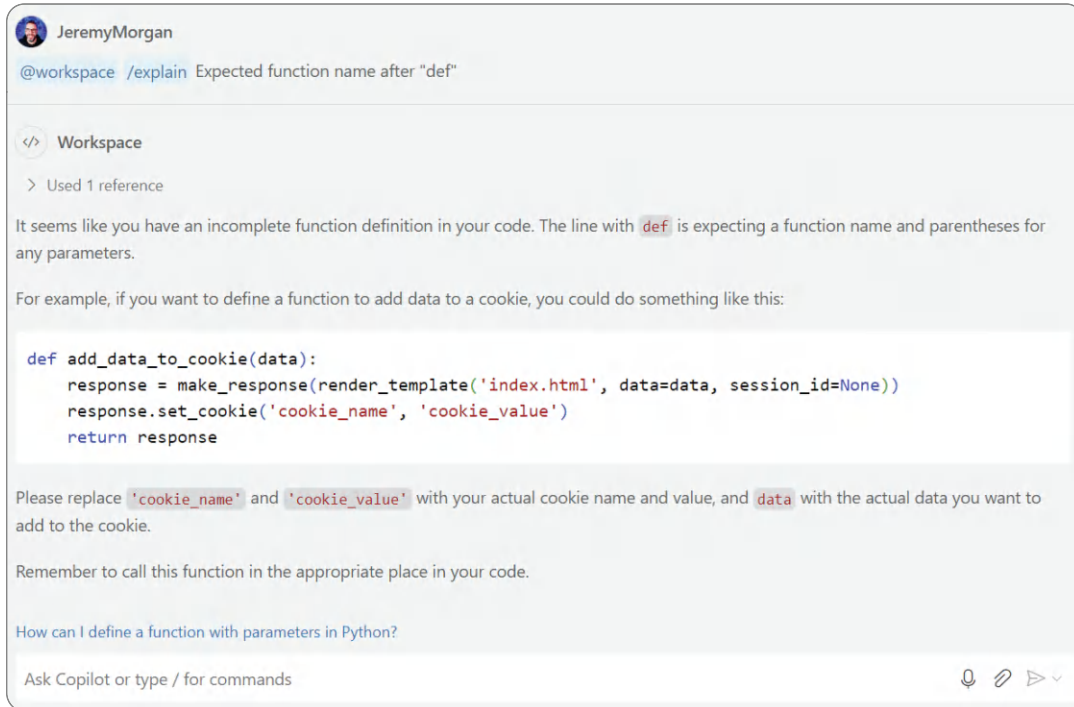 JeremyMorgan
@workspace /explain Expected function name after "def"
</> Workspace
> Used 1 reference
It seems like you have an incomplete function definition in your code. The line with def is expecting a function name and parentheses for
any parameters.
For example, if you want to define a function to add data to a cookie, you could do something like this:
def add_data_to_cookie(data):
    response = make_response(render_template('index.html', data=data, session_id=None))
    response.set_cookie('cookie_name', 'cookie_value')
    return response
Please replace 'cookie_name' and 'cookie_value' with your actual cookie name and value, and data with the actual data you want to
add to the cookie.
Remember to call this function in the appropriate place in your code.
How can I define a function with parameters in Python?
Ask Copilot or type / for commands